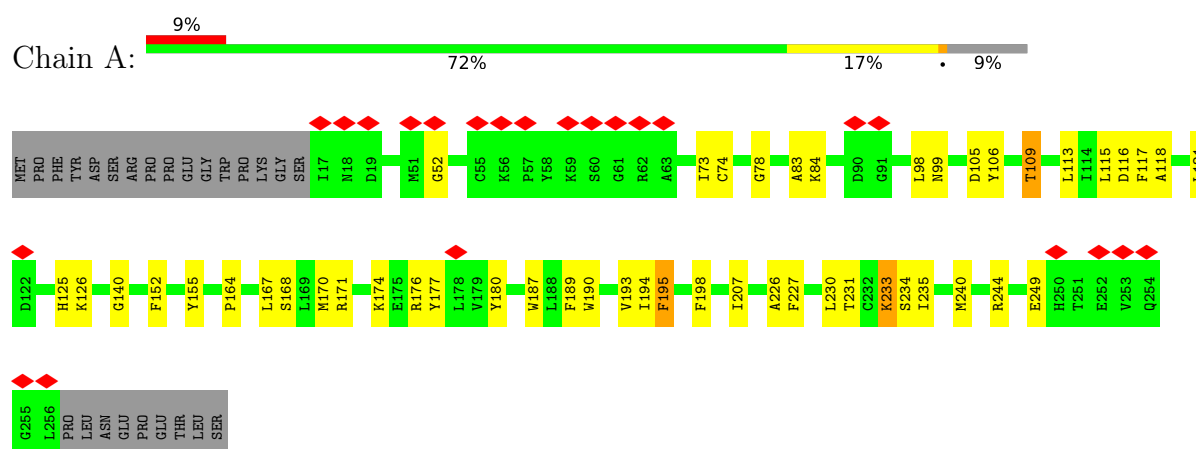 9%
Chain A:
72% 17% • 9%
MET PRO PHE TYR ASP SER ARG PRO PRO GLU GLY TRP PRO LYS GLY SER I17 N18 D19 M51 G52 C55 K56 P57 Y58 K59 S60 G61 R62 A63 I73 C74 G78 A83 K84 D90 G91 L98 N99 D105 Y106 T109 L113 I114 L115 D116 F117 A118
D122 H125 K126 G140 F152 Y155 P164 L167 S168 L169 M170 R171 K174 E175 R176 Y177 L178 V179 Y180 W187 L188 F189 W190 V193 I194 F195 F198 I207 A226 F227 L230 T231 C232 K233 S234 I235 M240 R244 E249 H250 T251 E252 V253 Q254
G255 L256 PRO LEU ASN GLU PRO GLU THR LEU SER